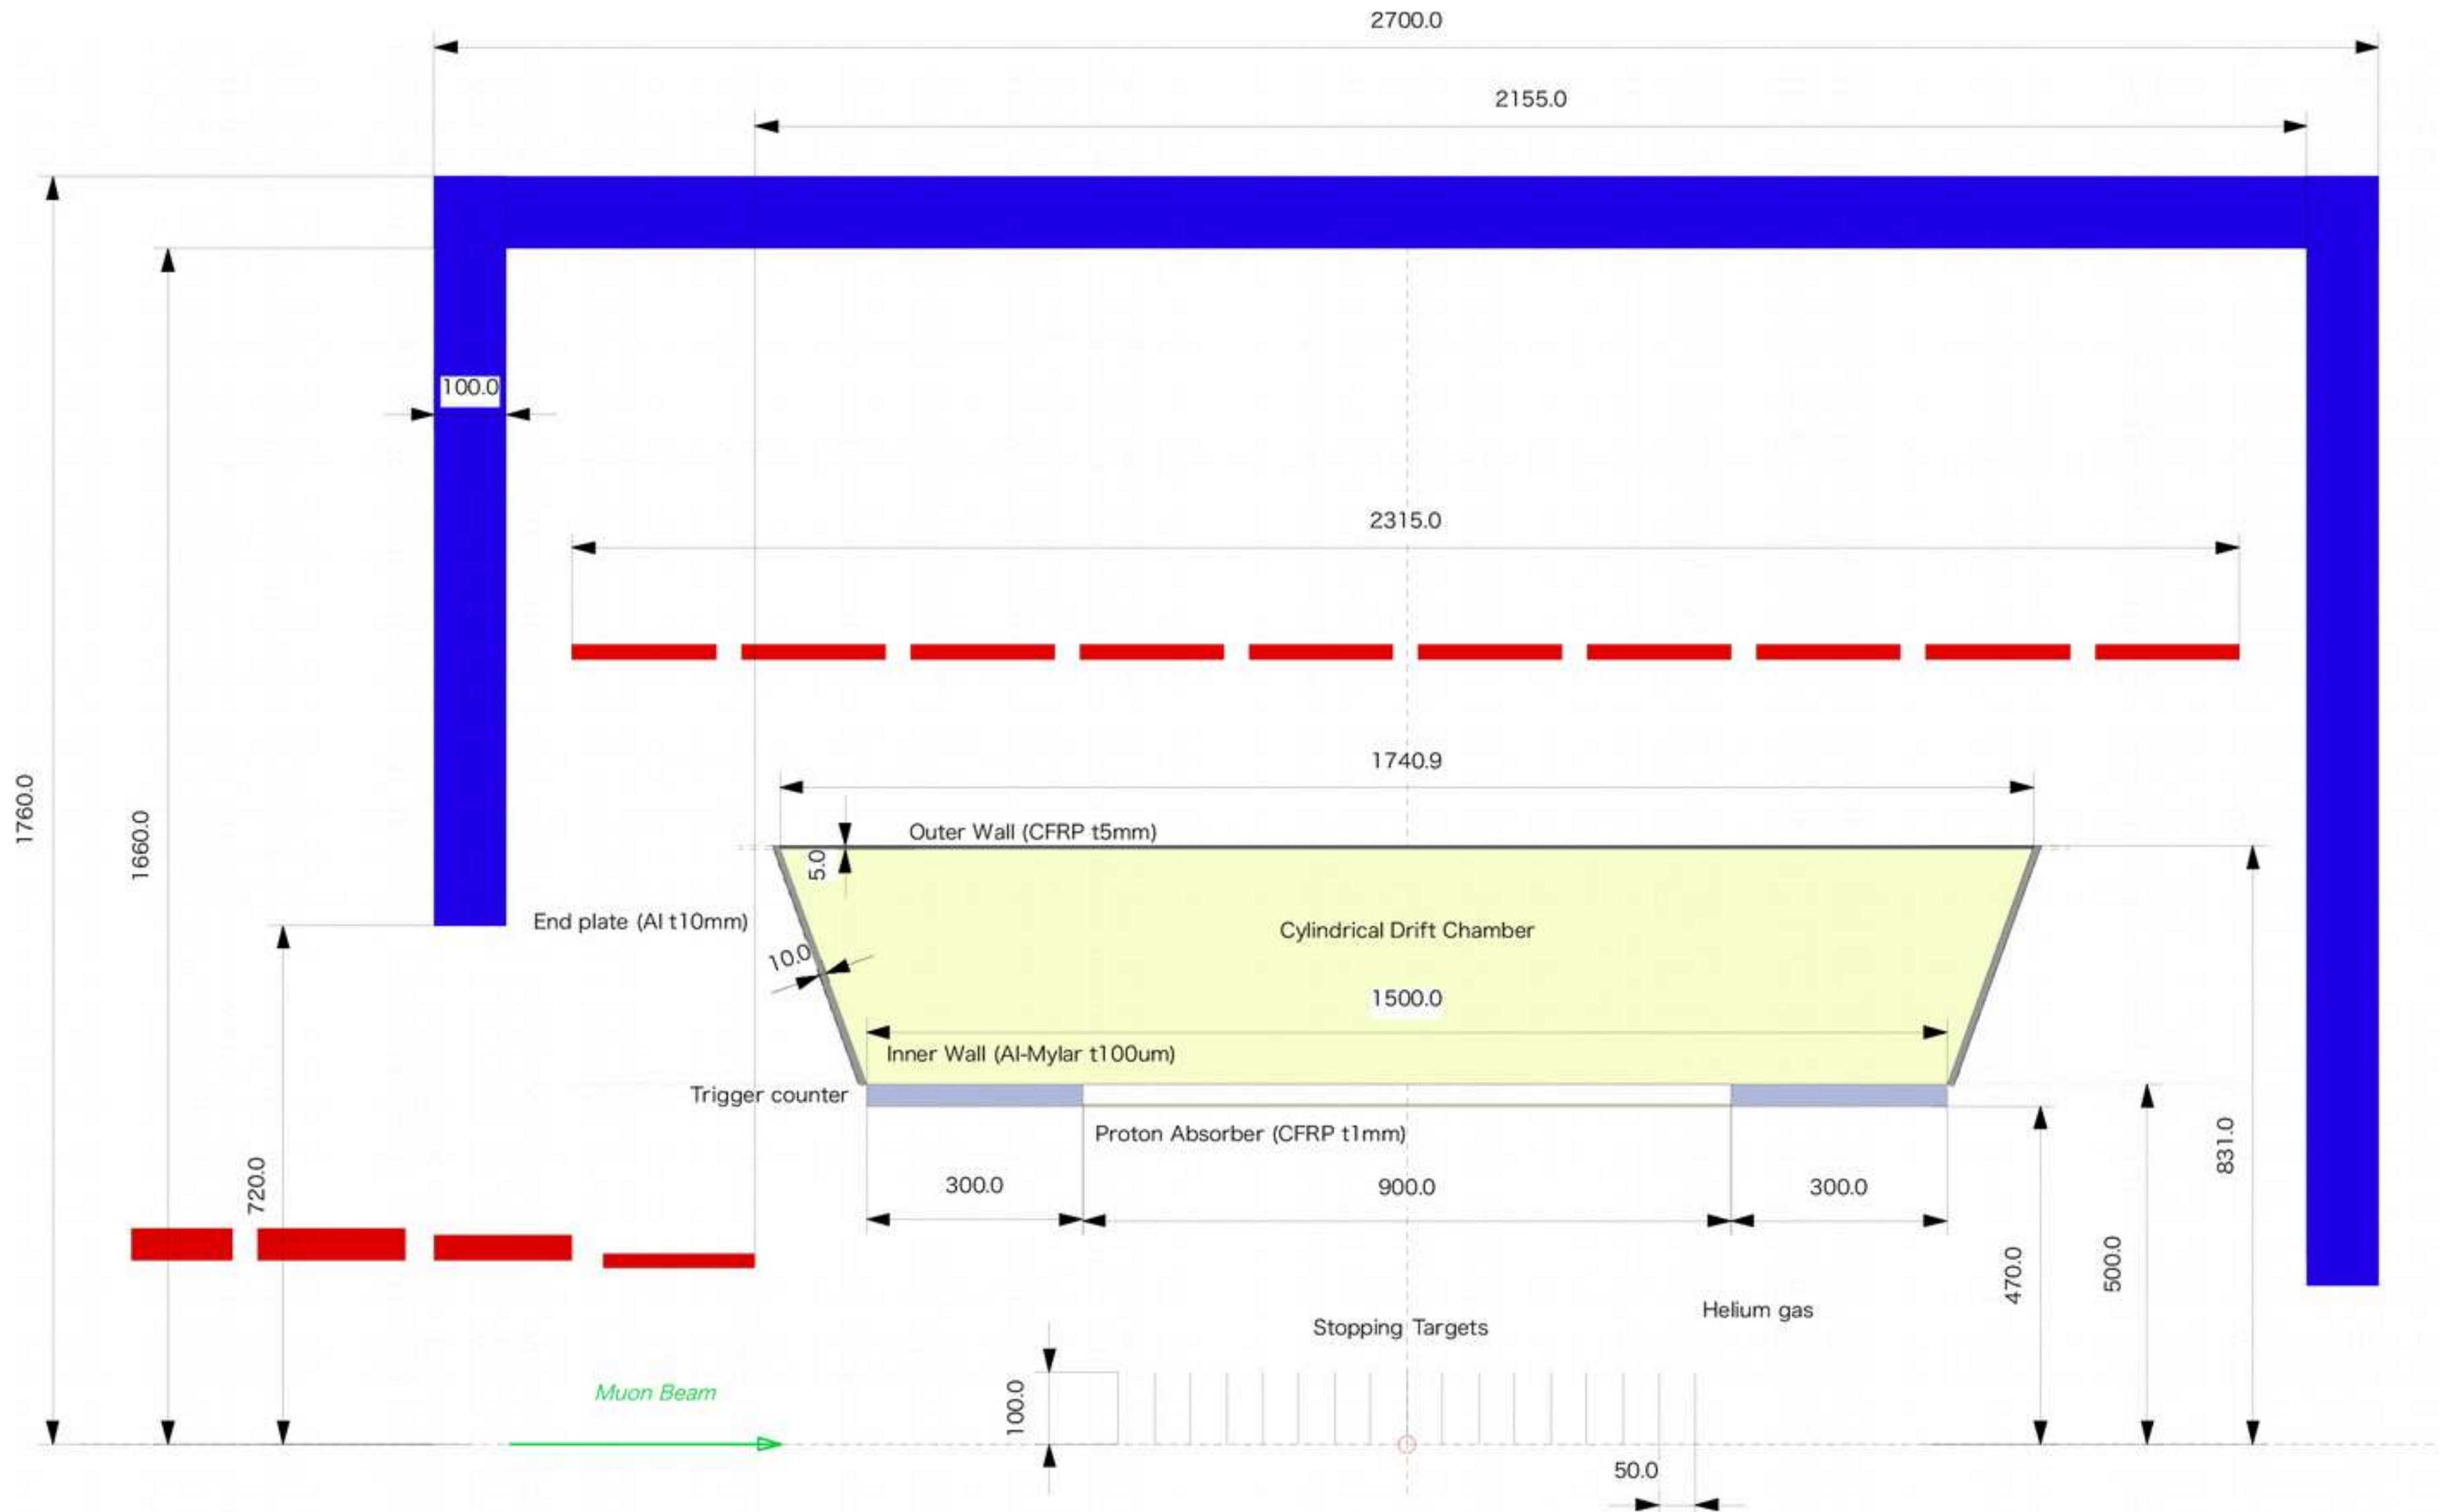 2700.0
2155.0
100.0
2315.0
1740.9
1760.0
1660.0
Outer Wall (CFRP t5mm)
5.0
End plate (Al t10mm)
Cylindrical Drift Chamber
10.0
1500.0
Inner Wall (Al-Mylar t100um)
Trigger counter
Proton Absorber (CFRP t1mm)
831.0
720.0
300.0
900.0
300.0
470.0
500.0
Helium gas
Stopping Targets
Muon Beam
100.0
50.0